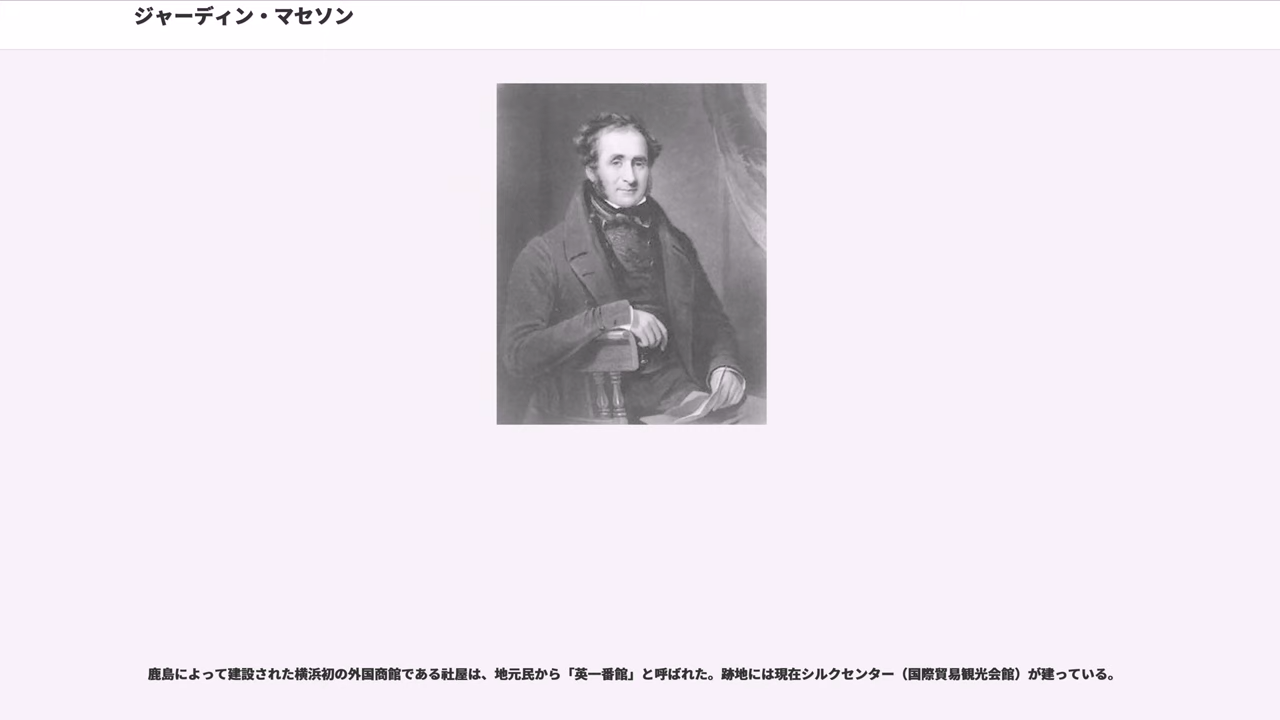 ジャーディン・マセソン
鹿島によって建設された横浜初の外国商館である社屋は、地元民から「英一番館」と呼ばれた。跡地には現在シルクセンター（国際貿易観光会館）が建っている。